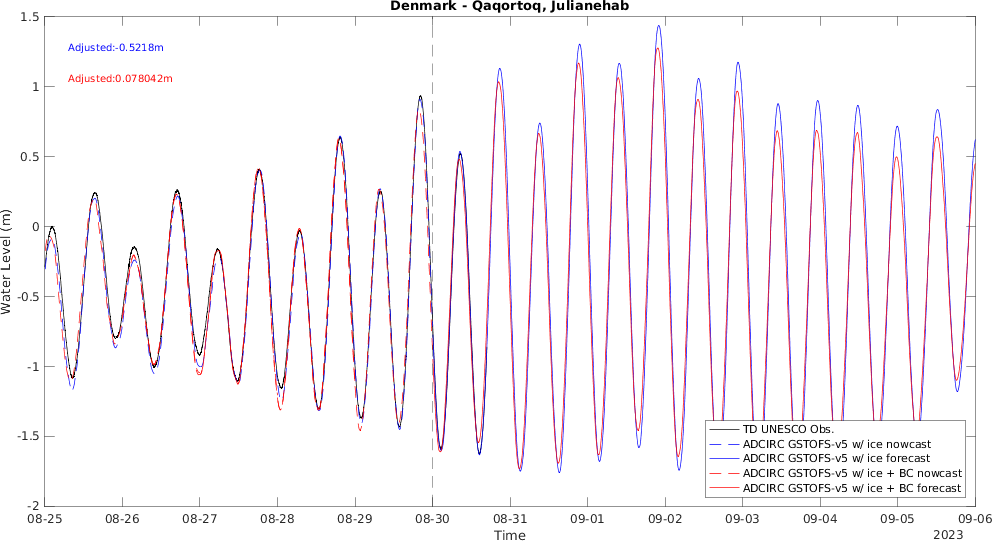 Denmark - Qaqortoq, Julianehab
Adjusted:-0.5218m
Adjusted:0.078042m
Water Level (m)
1.5
1
0.5
0
-0.5
-1
-1.5
-2
TD UNESCO Obs.
ADCIRC GSTOFS-v5 w/ ice nowcast
ADCIRC GSTOFS-v5 w/ ice forecast
ADCIRC GSTOFS-v5 w/ ice + BC nowcast
ADCIRC GSTOFS-v5 w/ ice + BC forecast
08-25 08-26 08-27 08-28 08-29 08-30 08-31 09-01 09-02 09-03 09-04 09-05 09-06
Time
2023